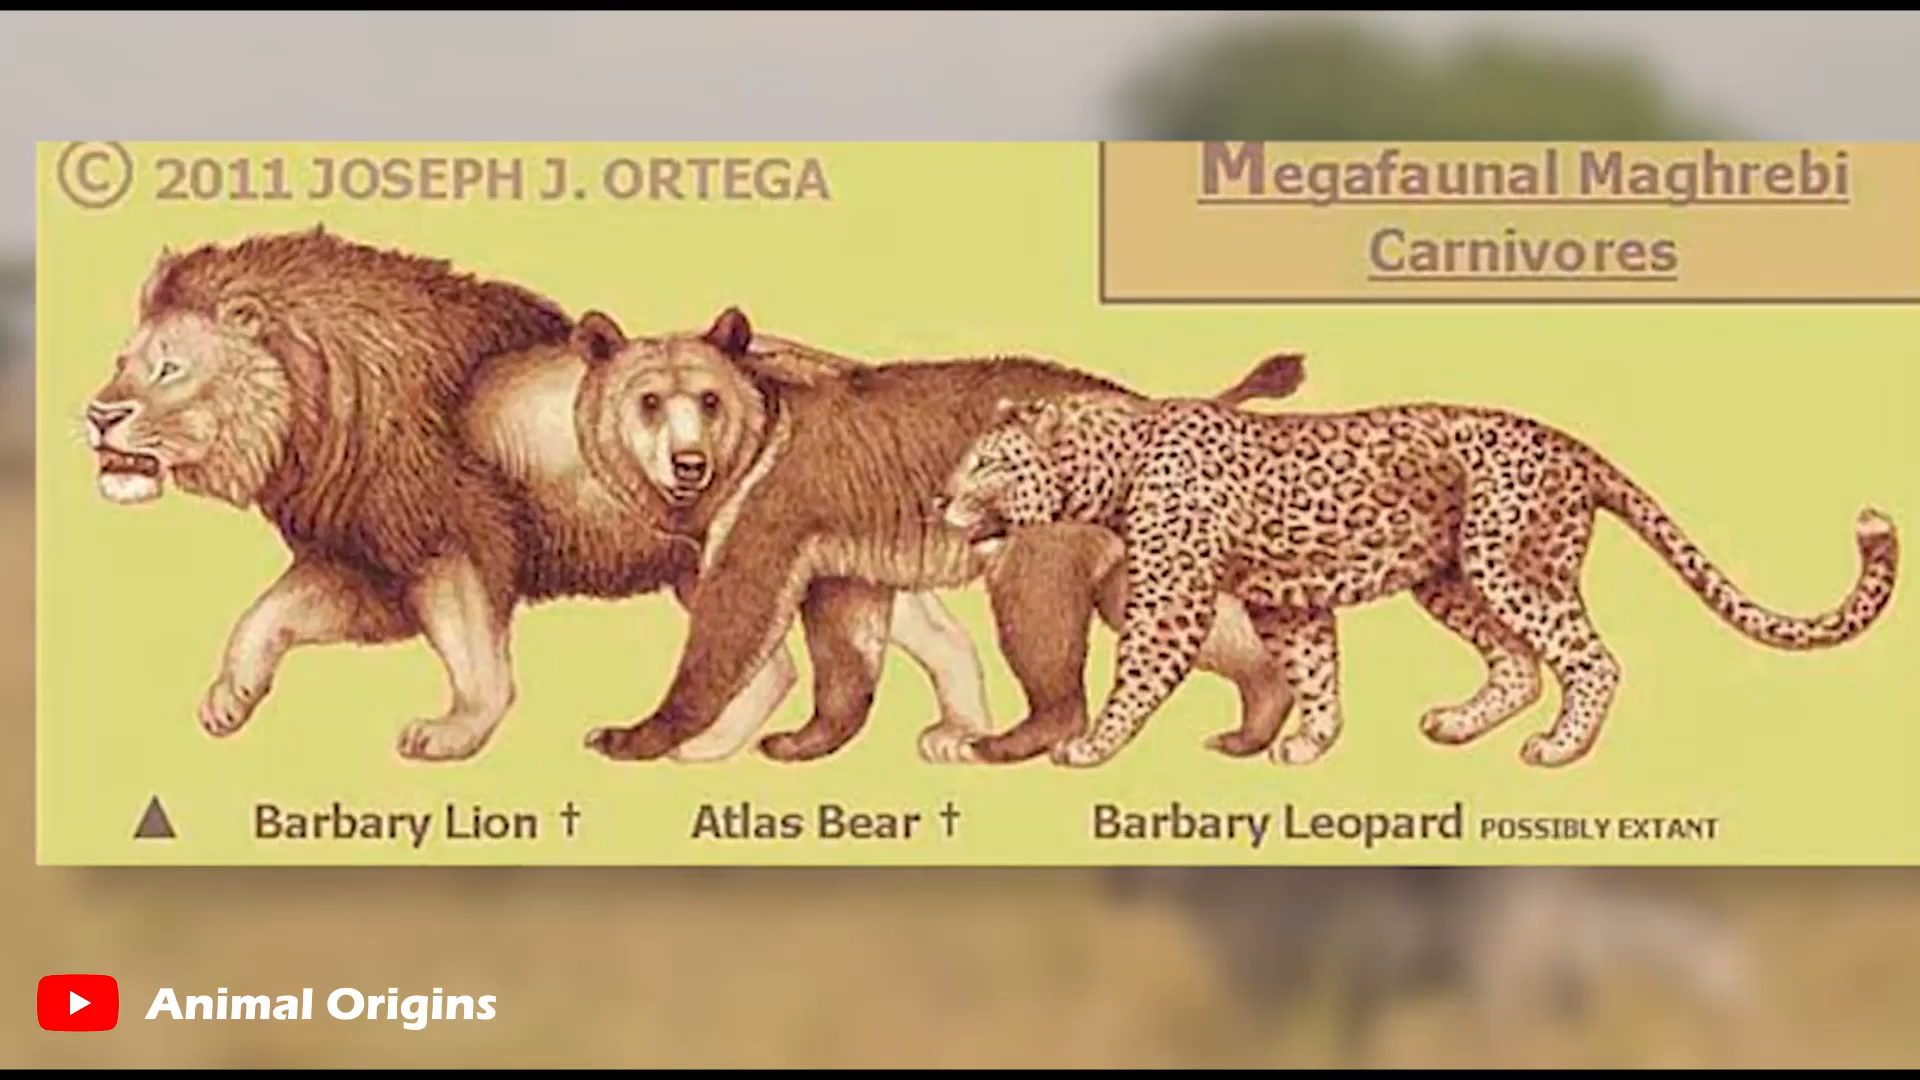 © 2011 JOSEPH J. ORTEGA
Megafaunal Maghrebi
Carnivores
Barbary Lion †
Atlas Bear †
Barbary Leopard POSSIBLY EXTANT
Animal Origins